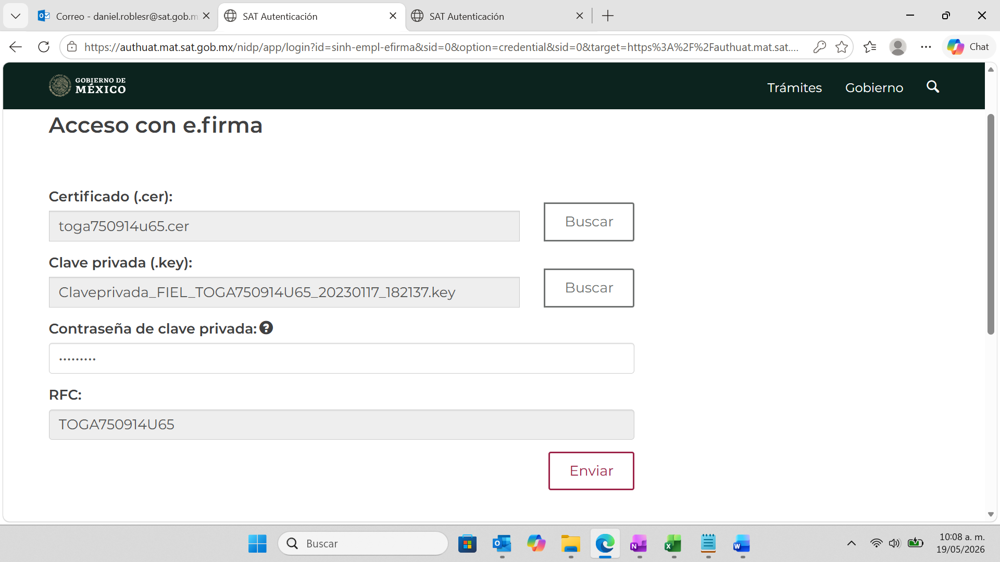 Correo - daniel.roblesr@sat.gob.m
SAT Autenticación
SAT Autenticación
https://authuat.mat.sat.gob.mx/nidp/app/login?id=sinh-empl-efirma&sid=0&option=credential&sid=0&target=https%3A%2F%2Fauthuat.mat.sat....
Chat
GOBIERNO DE
MÉXICO
Trámites
Gobierno
Acceso con e.firma
Certificado (.cer):
toga750914u65.cer
Buscar
Clave privada (.key):
Claveprivada_FIEL_TOGA750914U65_20230117_182137.key
Buscar
Contraseña de clave privada:
•••••••••
RFC:
TOGA750914U65
Enviar
Buscar
10:08 a. m.
19/05/2026